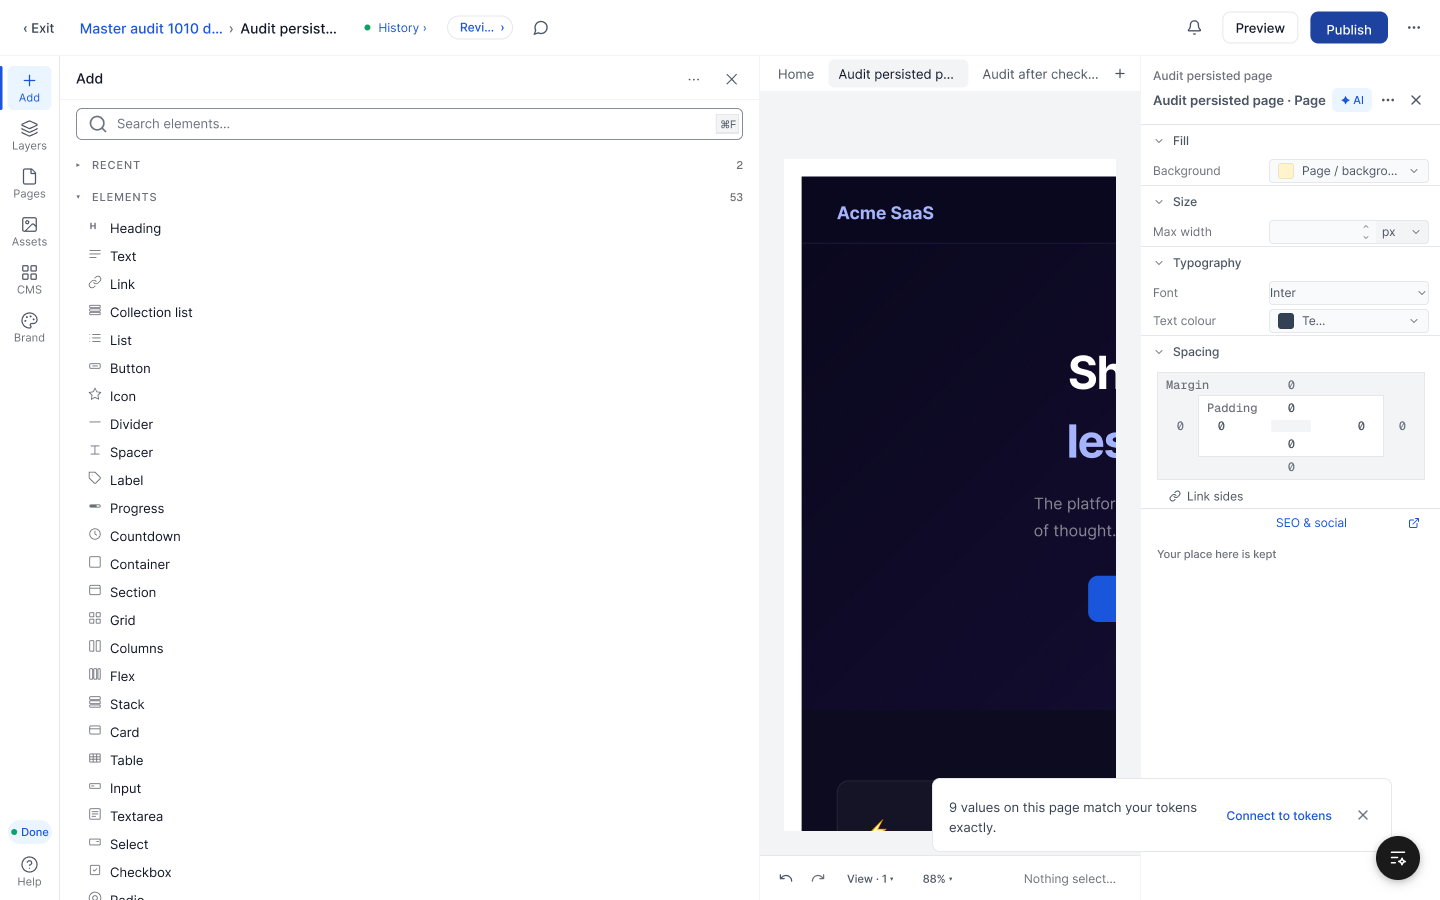 ‹ Exit
Master audit 1010 d... › Audit persist...
History ›
Revi... ›
Preview
Publish
Add
Layers
Pages
Assets
CMS
Brand
Done
Help
Add
Search elements...
⌘F
RECENT
2
ELEMENTS
53
Heading
Text
Link
Collection list
List
Button
Icon
Divider
Spacer
Label
Progress
Countdown
Container
Section
Grid
Columns
Flex
Stack
Card
Table
Input
Textarea
Select
Checkbox
Radio
Home
Audit persisted p...
Audit after check...
Acme SaaS
Sh
les
The platfor
of thought.
View · 1
88%
Nothing select...
Audit persisted page
Audit persisted page · Page
AI
Fill
Background
Page / backgro...
Size
Max width
px
Typography
Font
Inter
Text colour
Te...
Spacing
Margin
0
Padding
0
0
0
0
0
0
0
Link sides
SEO & social
Your place here is kept
9 values on this page match your tokens
exactly.
Connect to tokens